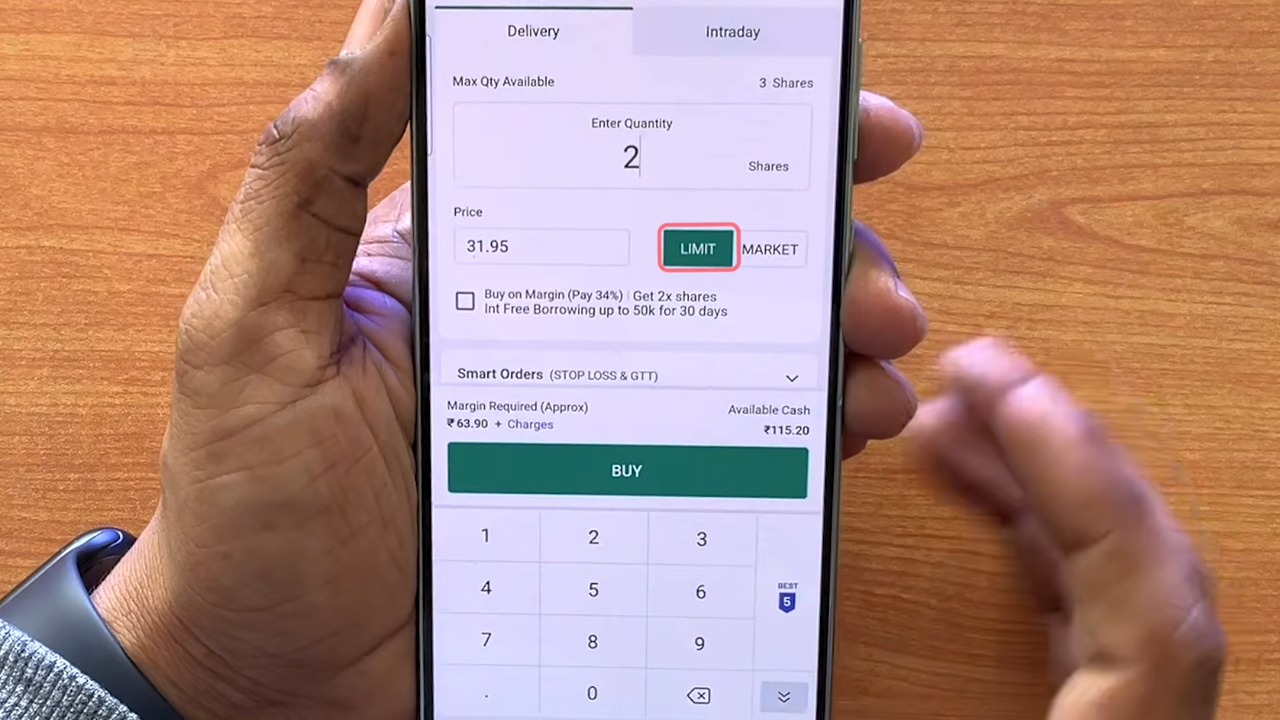 Delivery
Intraday
Max Qty Available
3 Shares
Enter Quantity
2
Shares
Price
31.95
LIMIT
MARKET
Buy on Margin (Pay 34%) | Get 2x shares
Int Free Borrowing up to 50k for 30 days
Smart Orders (STOP LOSS & GTT)
Margin Required (Approx)
Available Cash
₹63.90 + Charges
₹115.20
BUY
1 2 3
4 5 6
BEST
5
7 8 9
. 0